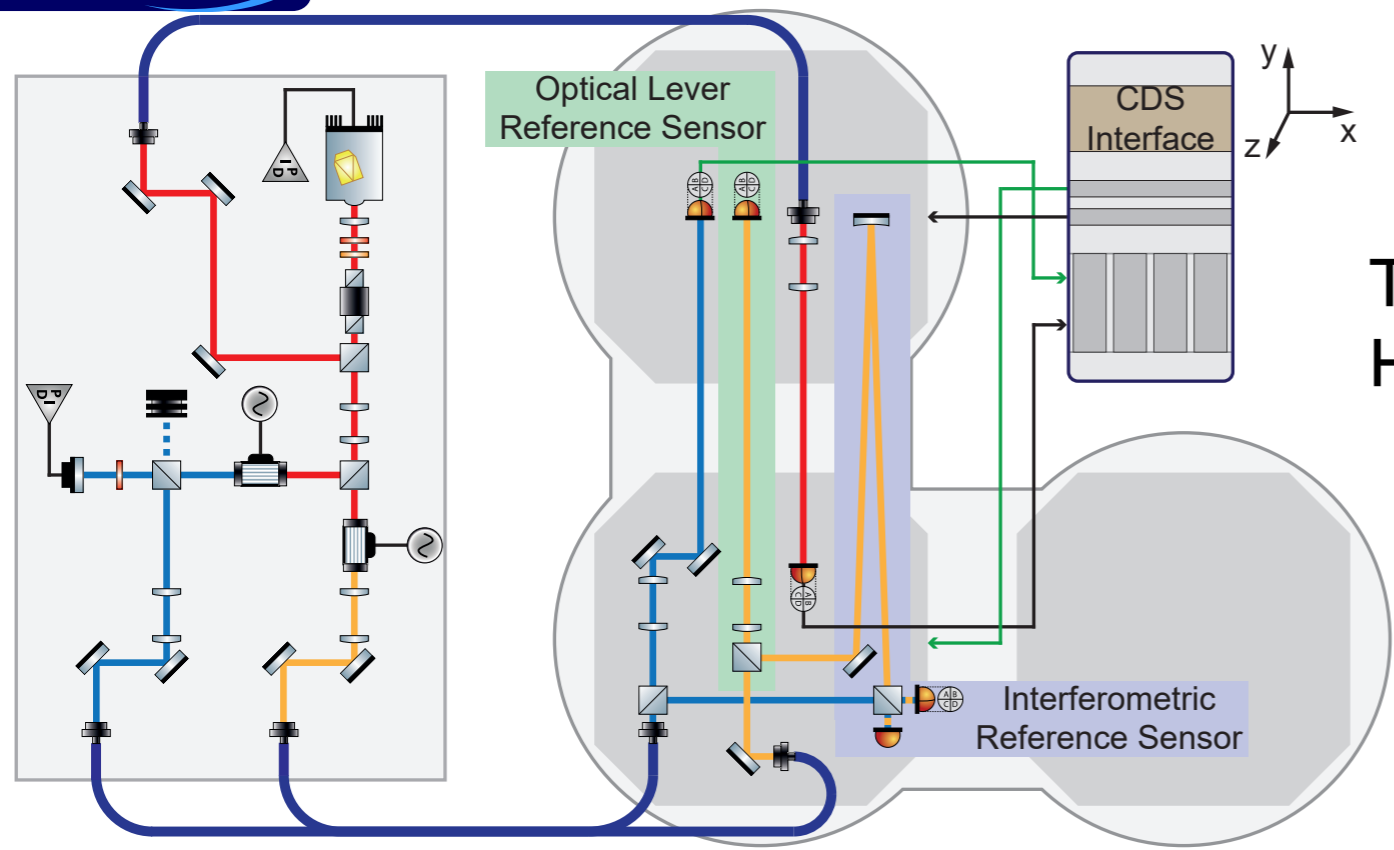 Optical Lever
Reference Sensor
CDS
Interface
y
x
z
P
I
D
A B
C D
A B
C D
P
I
D
A B
C D
A B
C D
Interferometric
Reference Sensor
T
H